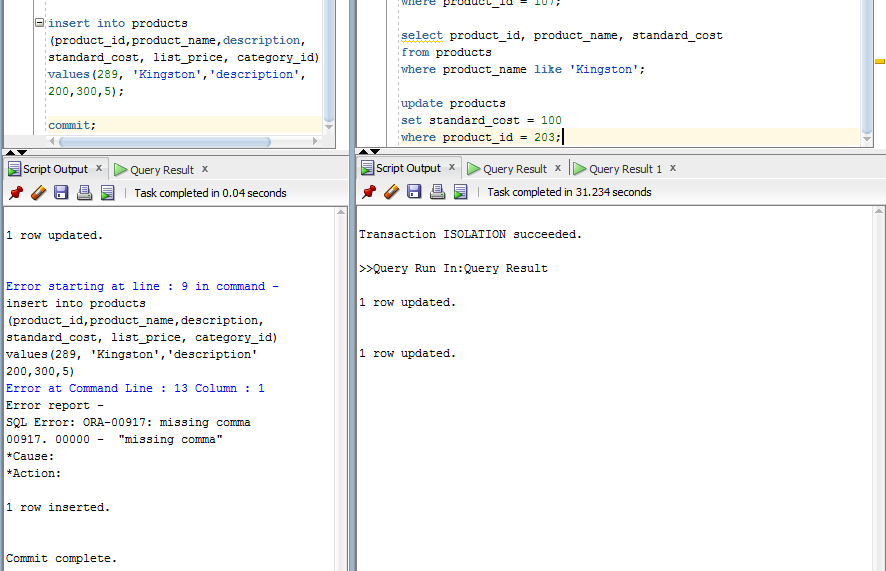 insert into products
(product_id,product_name,description,
standard_cost, list_price, category_id)
values(289, 'Kingston','description',
200,300,5);
commit;
Script Output x
Query Result x
Task completed in 0.04 seconds
1 row updated.
Error starting at line : 9 in command -
insert into products
(product_id,product_name,description,
standard_cost, list_price, category_id)
values(289, 'Kingston','description'
200,300,5)
Error at Command Line : 13 Column : 1
Error report -
SQL Error: ORA-00917: missing comma
00917. 00000 -  "missing comma"
*Cause:
*Action:
1 row inserted.
Commit complete.
where product_id = 107;
select product_id, product_name, standard_cost
from products
where product_name like 'Kingston';
update products
set standard_cost = 100
where product_id = 203;
Script Output x
Query Result x
Query Result 1 x
Task completed in 31.234 seconds
Transaction ISOLATION succeeded.
>>Query Run In:Query Result
1 row updated.
1 row updated.